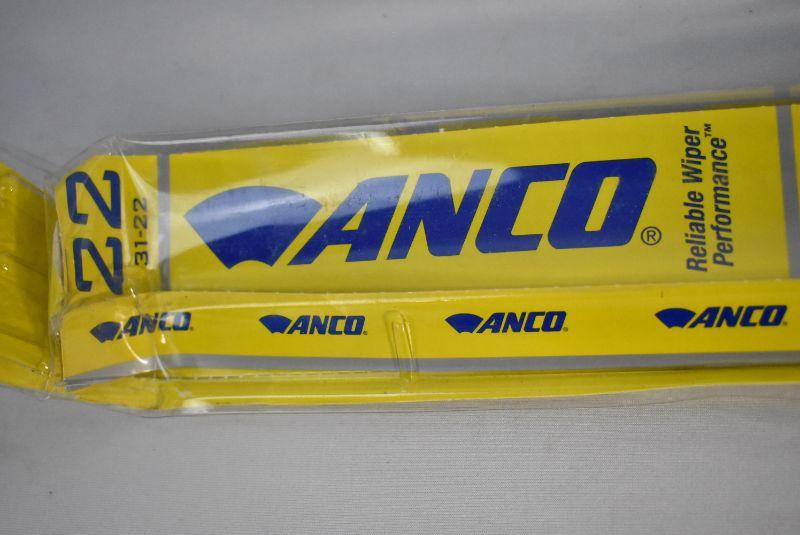 22
31-22
ANCO®
Reliable Wiper
Performance™
ANCO® ANCO® ANCO® ANCO®